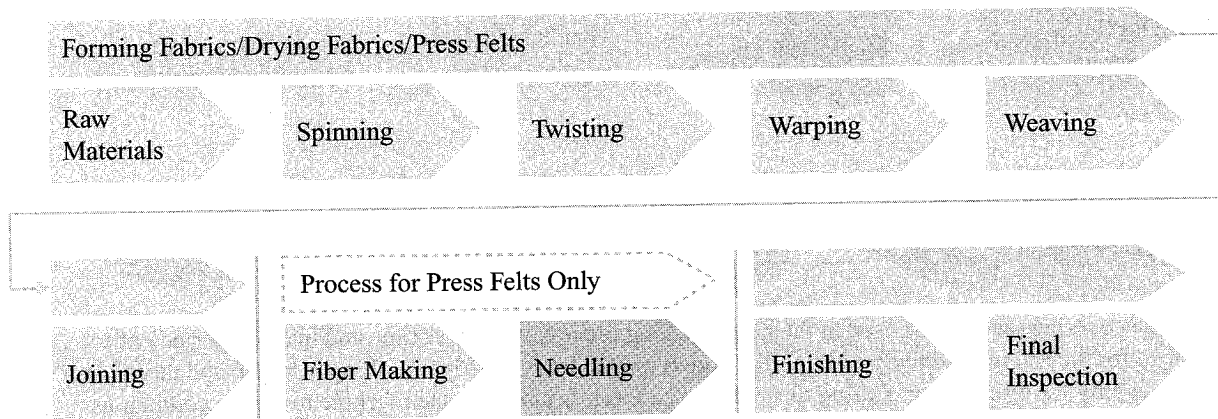 Forming Fabrics/Drying Fabrics/Press Felts
Raw
Materials
Spinning
Twisting
Warping
Weaving
Process for Press Felts Only
Joining
Fiber Making
Needling
Finishing
Final
Inspection